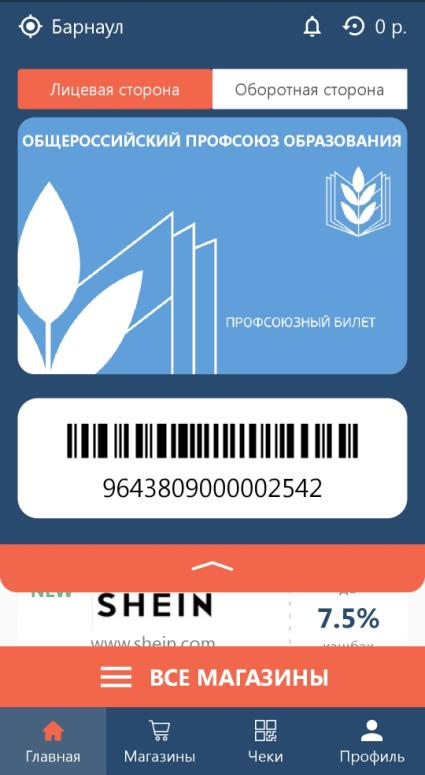 Барнаул
0 р.
Лицевая сторона
Оборотная сторона
ОБЩЕРОССИЙСКИЙ ПРОФСОЮЗ ОБРАЗОВАНИЯ
ПРОФСОЮЗНЫЙ БИЛЕТ
9643809000002542
NEW
SHEIN
до
7.5%
www.shein.com
кэшбэк
ВСЕ МАГАЗИНЫ
Главная
Магазины
Чеки
Профиль